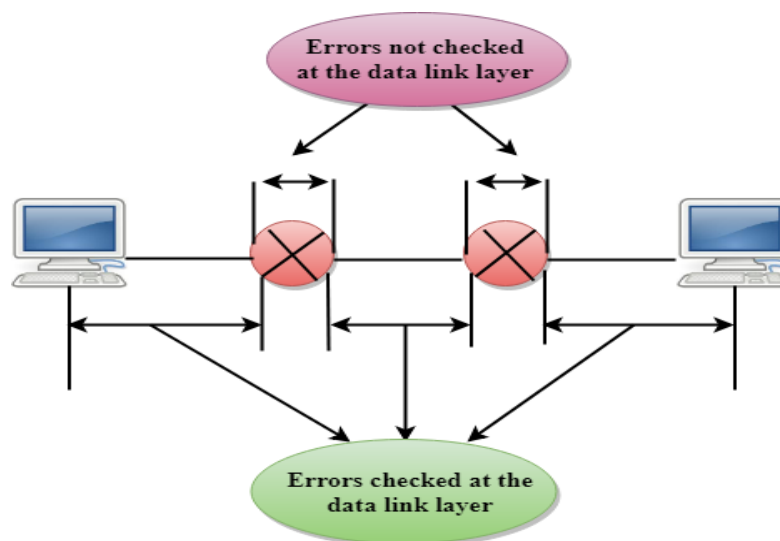 Errors not checked
at the data link layer
Errors checked at the
data link layer